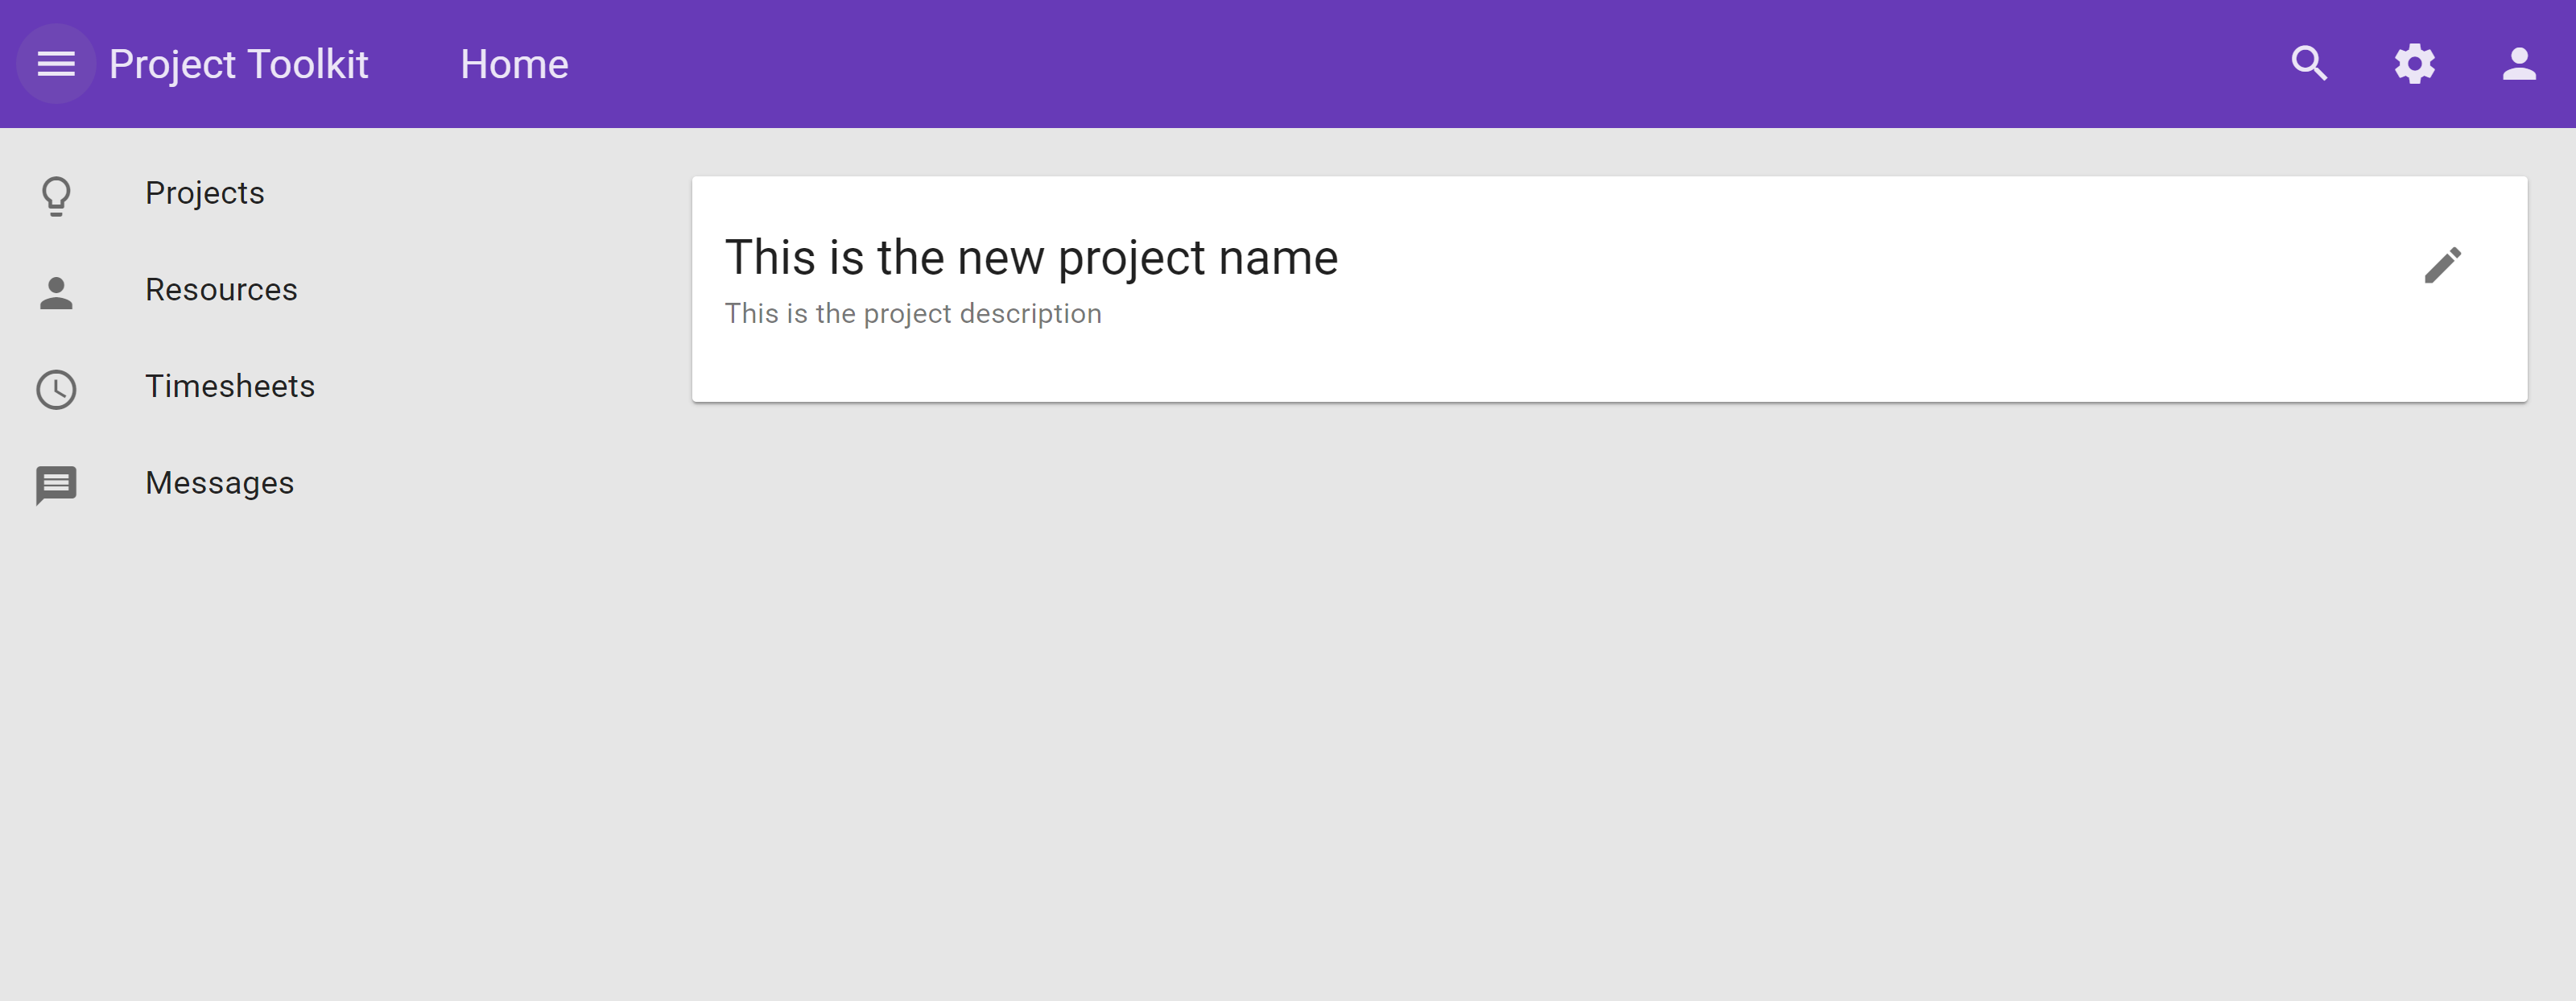 Project Toolkit Home
Projects
Resources
Timesheets
Messages
This is the new project name
This is the project description